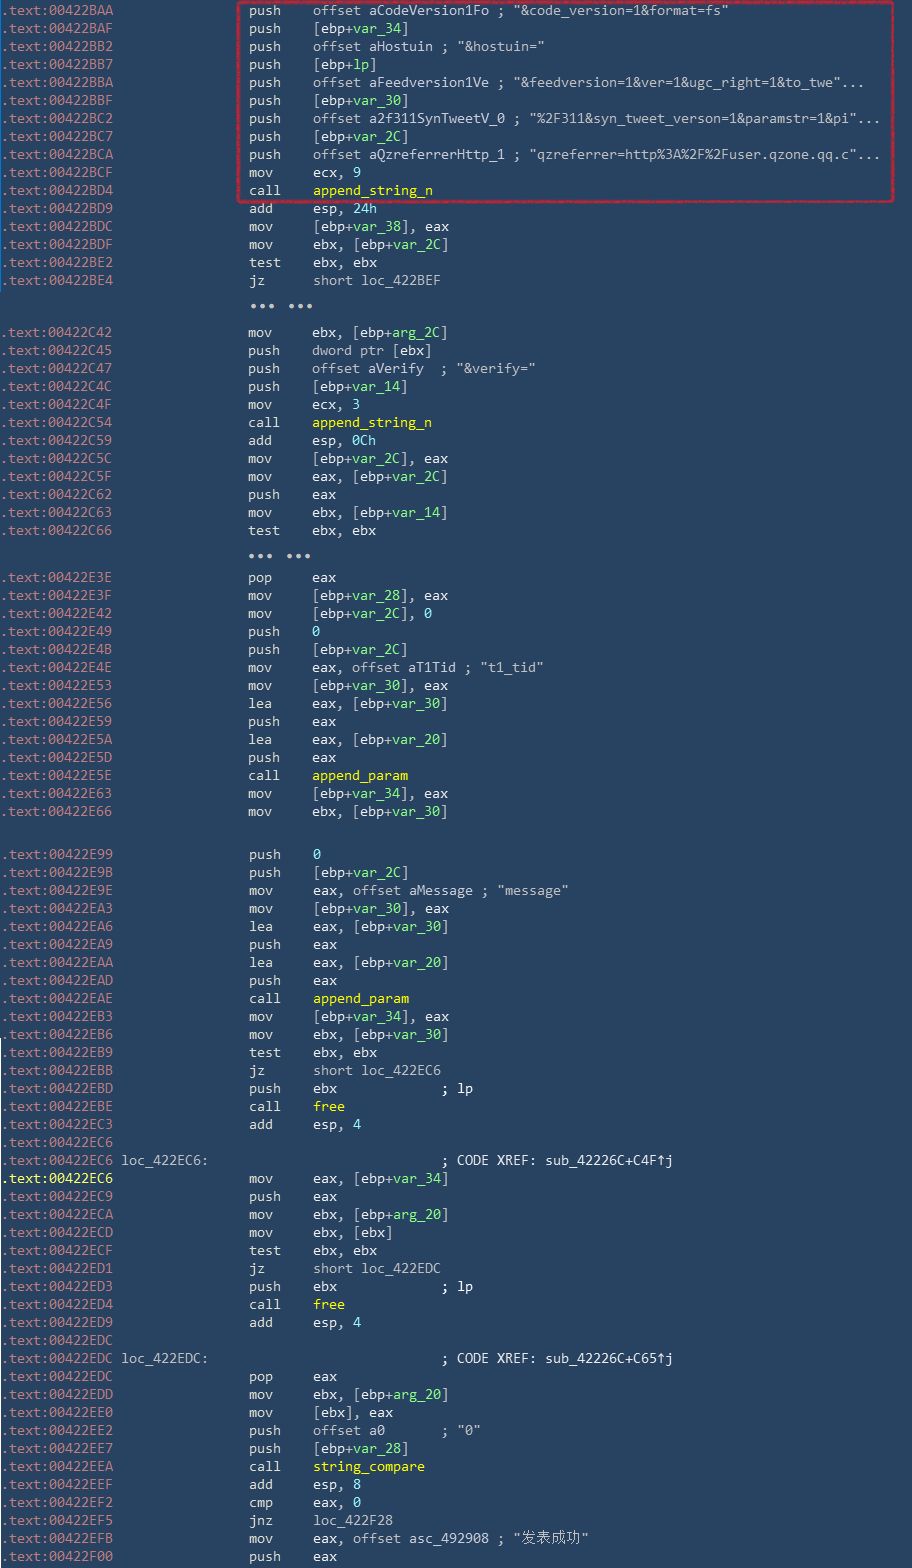 .text:00422BAA push offset aCodeVersion1Fo ; "&code_version=1&format=fs"
.text:00422BAF push [ebp+var_34]
.text:00422BB2 push offset aHostuin ; "&hostuin="
.text:00422BB7 push [ebp+lp]
.text:00422BBA push offset aFeedversion1Ve ; "&feedversion=1&ver=1&ugc_right=1&to_twe"...
.text:00422BBF push [ebp+var_30]
.text:00422BC2 push offset a2f311SynTweetV_0 ; "%2F311&syn_tweet_verson=1&paramstr=1&pi"...
.text:00422BC7 push [ebp+var_2C]
.text:00422BCA push offset aQzreferrerHttp_1 ; "qzreferrer=http%3A%2F%2Fuser.qzone.qq.c"...
.text:00422BCF mov ecx, 9
.text:00422BD4 call append_string_n
.text:00422BD9 add esp, 24h
.text:00422BDC mov [ebp+var_38], eax
.text:00422BDF mov ebx, [ebp+var_2C]
.text:00422BE2 test ebx, ebx
.text:00422BE4 jz short loc_422BEF
••• •••
.text:00422C42 mov ebx, [ebp+arg_2C]
.text:00422C45 push dword ptr [ebx]
.text:00422C47 push offset aVerify ; "&verify="
.text:00422C4C push [ebp+var_14]
.text:00422C4F mov ecx, 3
.text:00422C54 call append_string_n
.text:00422C59 add esp, 0Ch
.text:00422C5C mov [ebp+var_2C], eax
.text:00422C5F mov eax, [ebp+var_2C]
.text:00422C62 push eax
.text:00422C63 mov ebx, [ebp+var_14]
.text:00422C66 test ebx, ebx
••• •••
.text:00422E3E pop eax
.text:00422E3F mov [ebp+var_28], eax
.text:00422E42 mov [ebp+var_2C], 0
.text:00422E49 push 0
.text:00422E4B push [ebp+var_2C]
.text:00422E4E mov eax, offset aT1Tid ; "t1_tid"
.text:00422E53 mov [ebp+var_30], eax
.text:00422E56 lea eax, [ebp+var_30]
.text:00422E59 push eax
.text:00422E5A lea eax, [ebp+var_20]
.text:00422E5D push eax
.text:00422E5E call append_param
.text:00422E63 mov [ebp+var_34], eax
.text:00422E66 mov ebx, [ebp+var_30]
.text:00422E99 push 0
.text:00422E9B push [ebp+var_2C]
.text:00422E9E mov eax, offset aMessage ; "message"
.text:00422EA3 mov [ebp+var_30], eax
.text:00422EA6 lea eax, [ebp+var_30]
.text:00422EA9 push eax
.text:00422EAA lea eax, [ebp+var_20]
.text:00422EAD push eax
.text:00422EAE call append_param
.text:00422EB3 mov [ebp+var_34], eax
.text:00422EB6 mov ebx, [ebp+var_30]
.text:00422EB9 test ebx, ebx
.text:00422EBB jz short loc_422EC6
.text:00422EBD push ebx ; lp
.text:00422EBE call free
.text:00422EC3 add esp, 4
.text:00422EC6
.text:00422EC6 loc_422EC6: ; CODE XREF: sub_42226C+C4F↑j
.text:00422EC6 mov eax, [ebp+var_34]
.text:00422EC9 push eax
.text:00422ECA mov ebx, [ebp+arg_20]
.text:00422ECD mov ebx, [ebx]
.text:00422ECF test ebx, ebx
.text:00422ED1 jz short loc_422EDC
.text:00422ED3 push ebx ; lp
.text:00422ED4 call free
.text:00422ED9 add esp, 4
.text:00422EDC
.text:00422EDC loc_422EDC: ; CODE XREF: sub_42226C+C65↑j
.text:00422EDC pop eax
.text:00422EDD mov ebx, [ebp+arg_20]
.text:00422EE0 mov [ebx], eax
.text:00422EE2 push offset a0 ; "0"
.text:00422EE7 push [ebp+var_28]
.text:00422EEA call string_compare
.text:00422EEF add esp, 8
.text:00422EF2 cmp eax, 0
.text:00422EF5 jnz loc_422F28
.text:00422EFB mov eax, offset asc_492908 ; "发表成功"
.text:00422F00 push eax